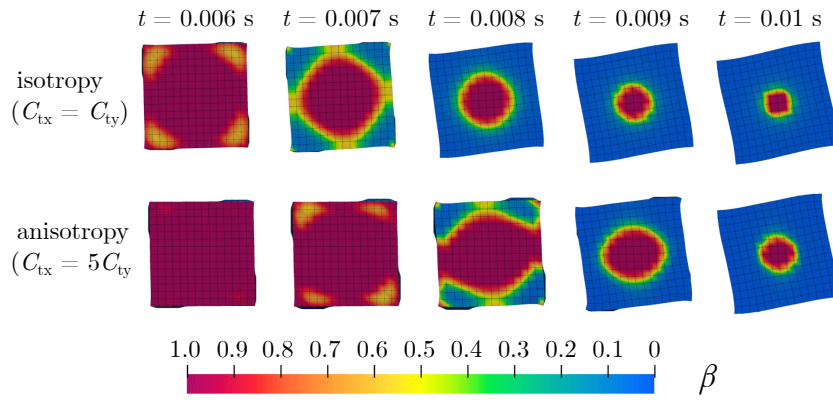 t = 0.006 s t = 0.007 s t = 0.008 s t = 0.009 s t = 0.01 s
isotropy
(C_tx = C_ty)
anisotropy
(C_tx = 5C_ty
1.0 0.9 0.8 0.7 0.6 0.5 0.4 0.3 0.2 0.1 0
β